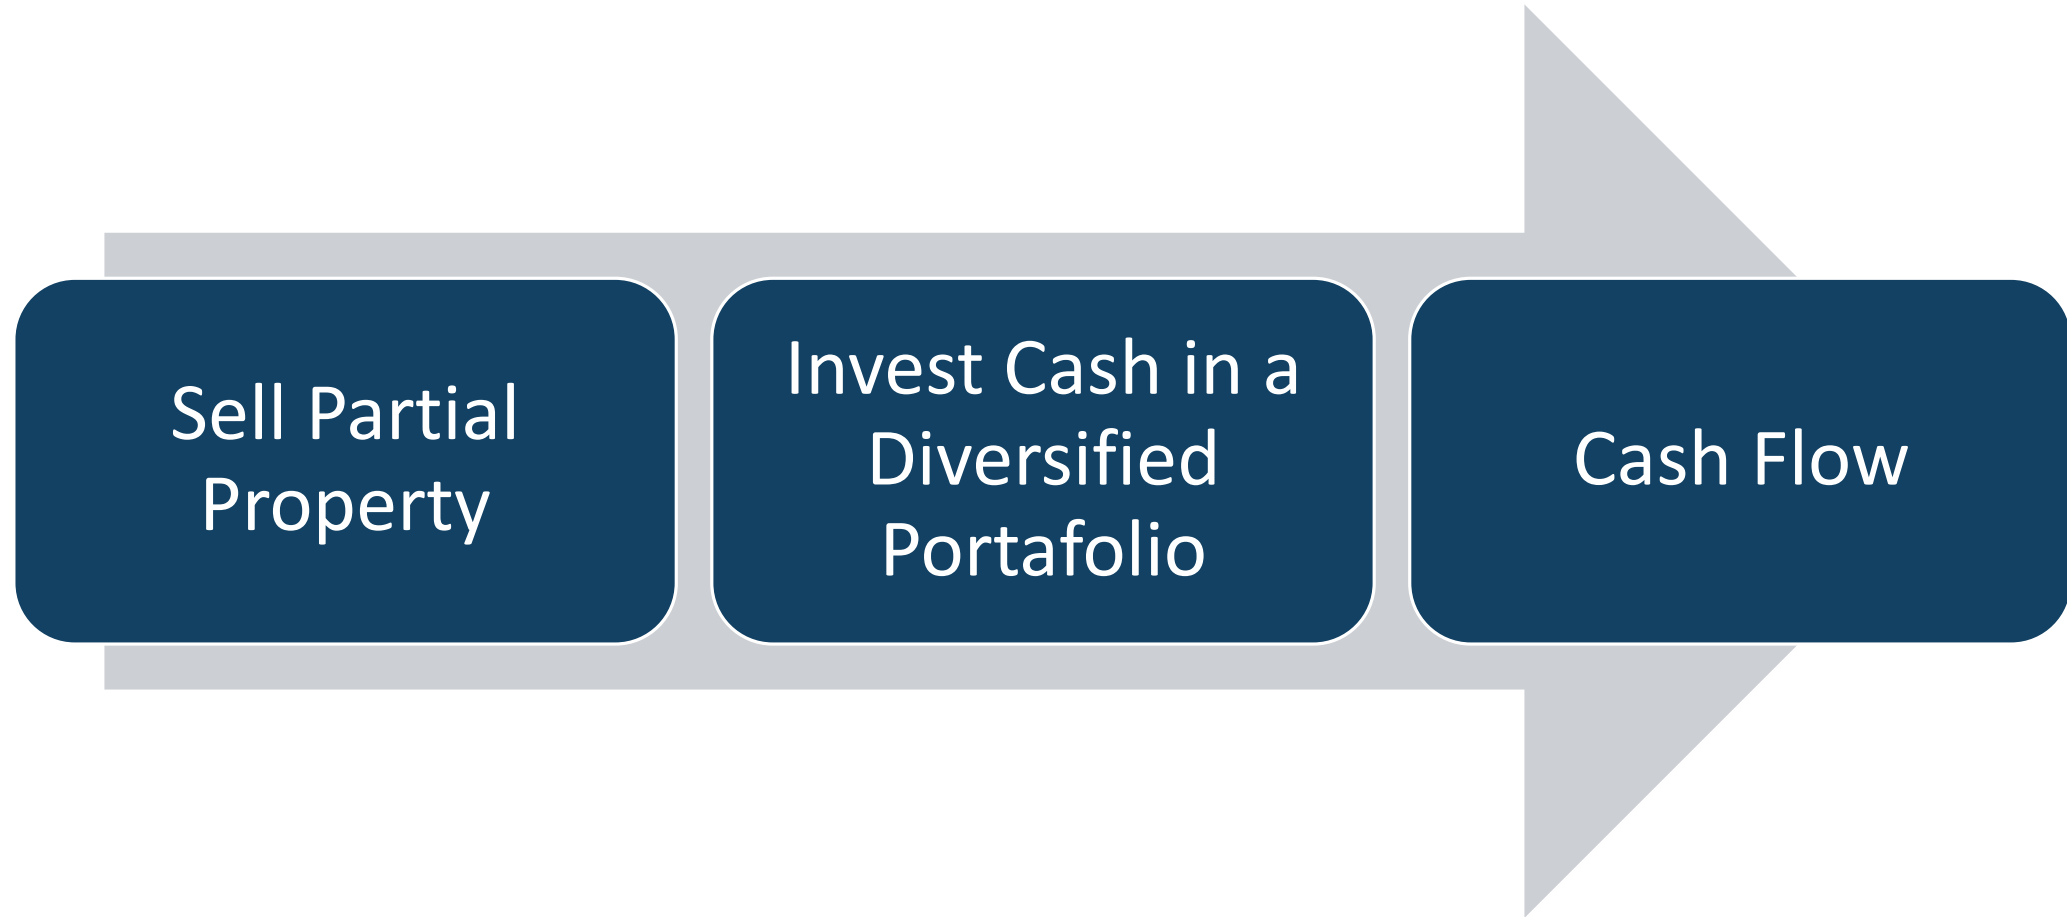 Sell Partial
Property
Invest Cash in a
Diversified
Portafolio
Cash Flow